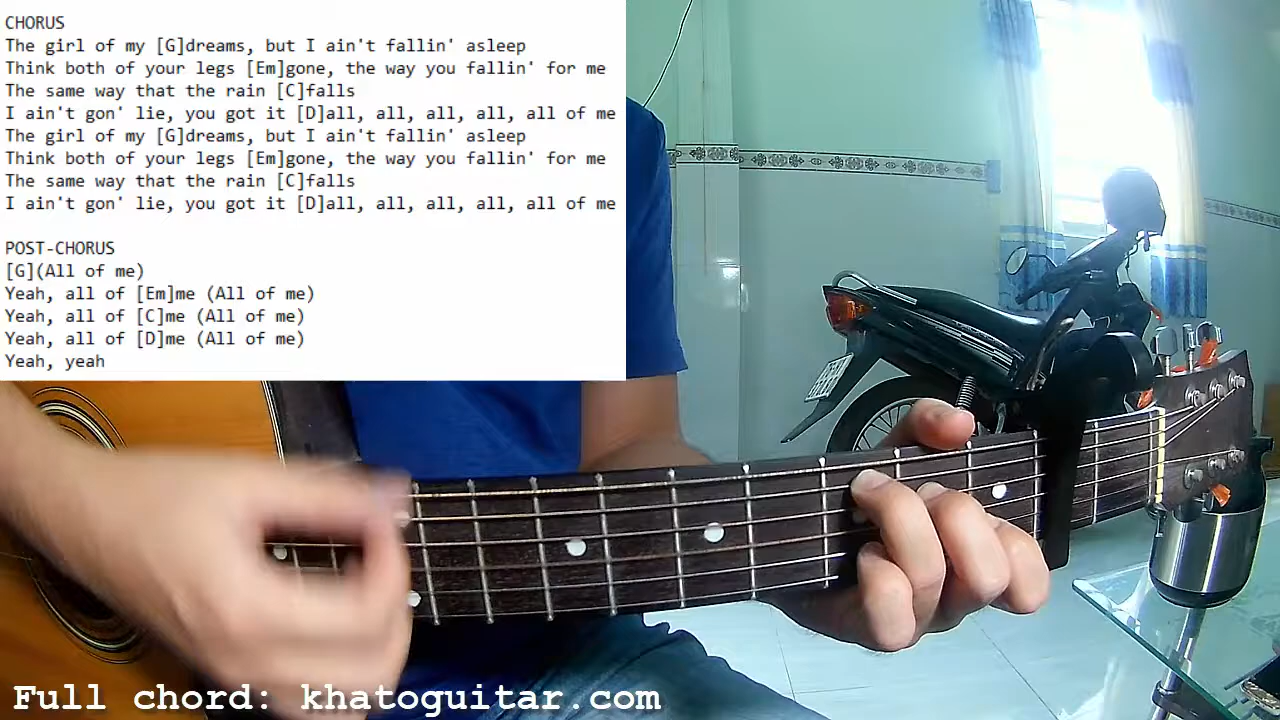 CHORUS
The girl of my [G]dreams, but I ain't fallin' asleep
Think both of your legs [Em]gone, the way you fallin' for me
The same way that the rain [C]falls
I ain't gon' lie, you got it [D]all, all, all, all, all of me
The girl of my [G]dreams, but I ain't fallin' asleep
Think both of your legs [Em]gone, the way you fallin' for me
The same way that the rain [C]falls
I ain't gon' lie, you got it [D]all, all, all, all, all of me
POST-CHORUS
[G](All of me)
Yeah, all of [Em]me (All of me)
Yeah, all of [C]me (All of me)
Yeah, all of [D]me (All of me)
Yeah, yeah
Full chord: khatoguitar.com